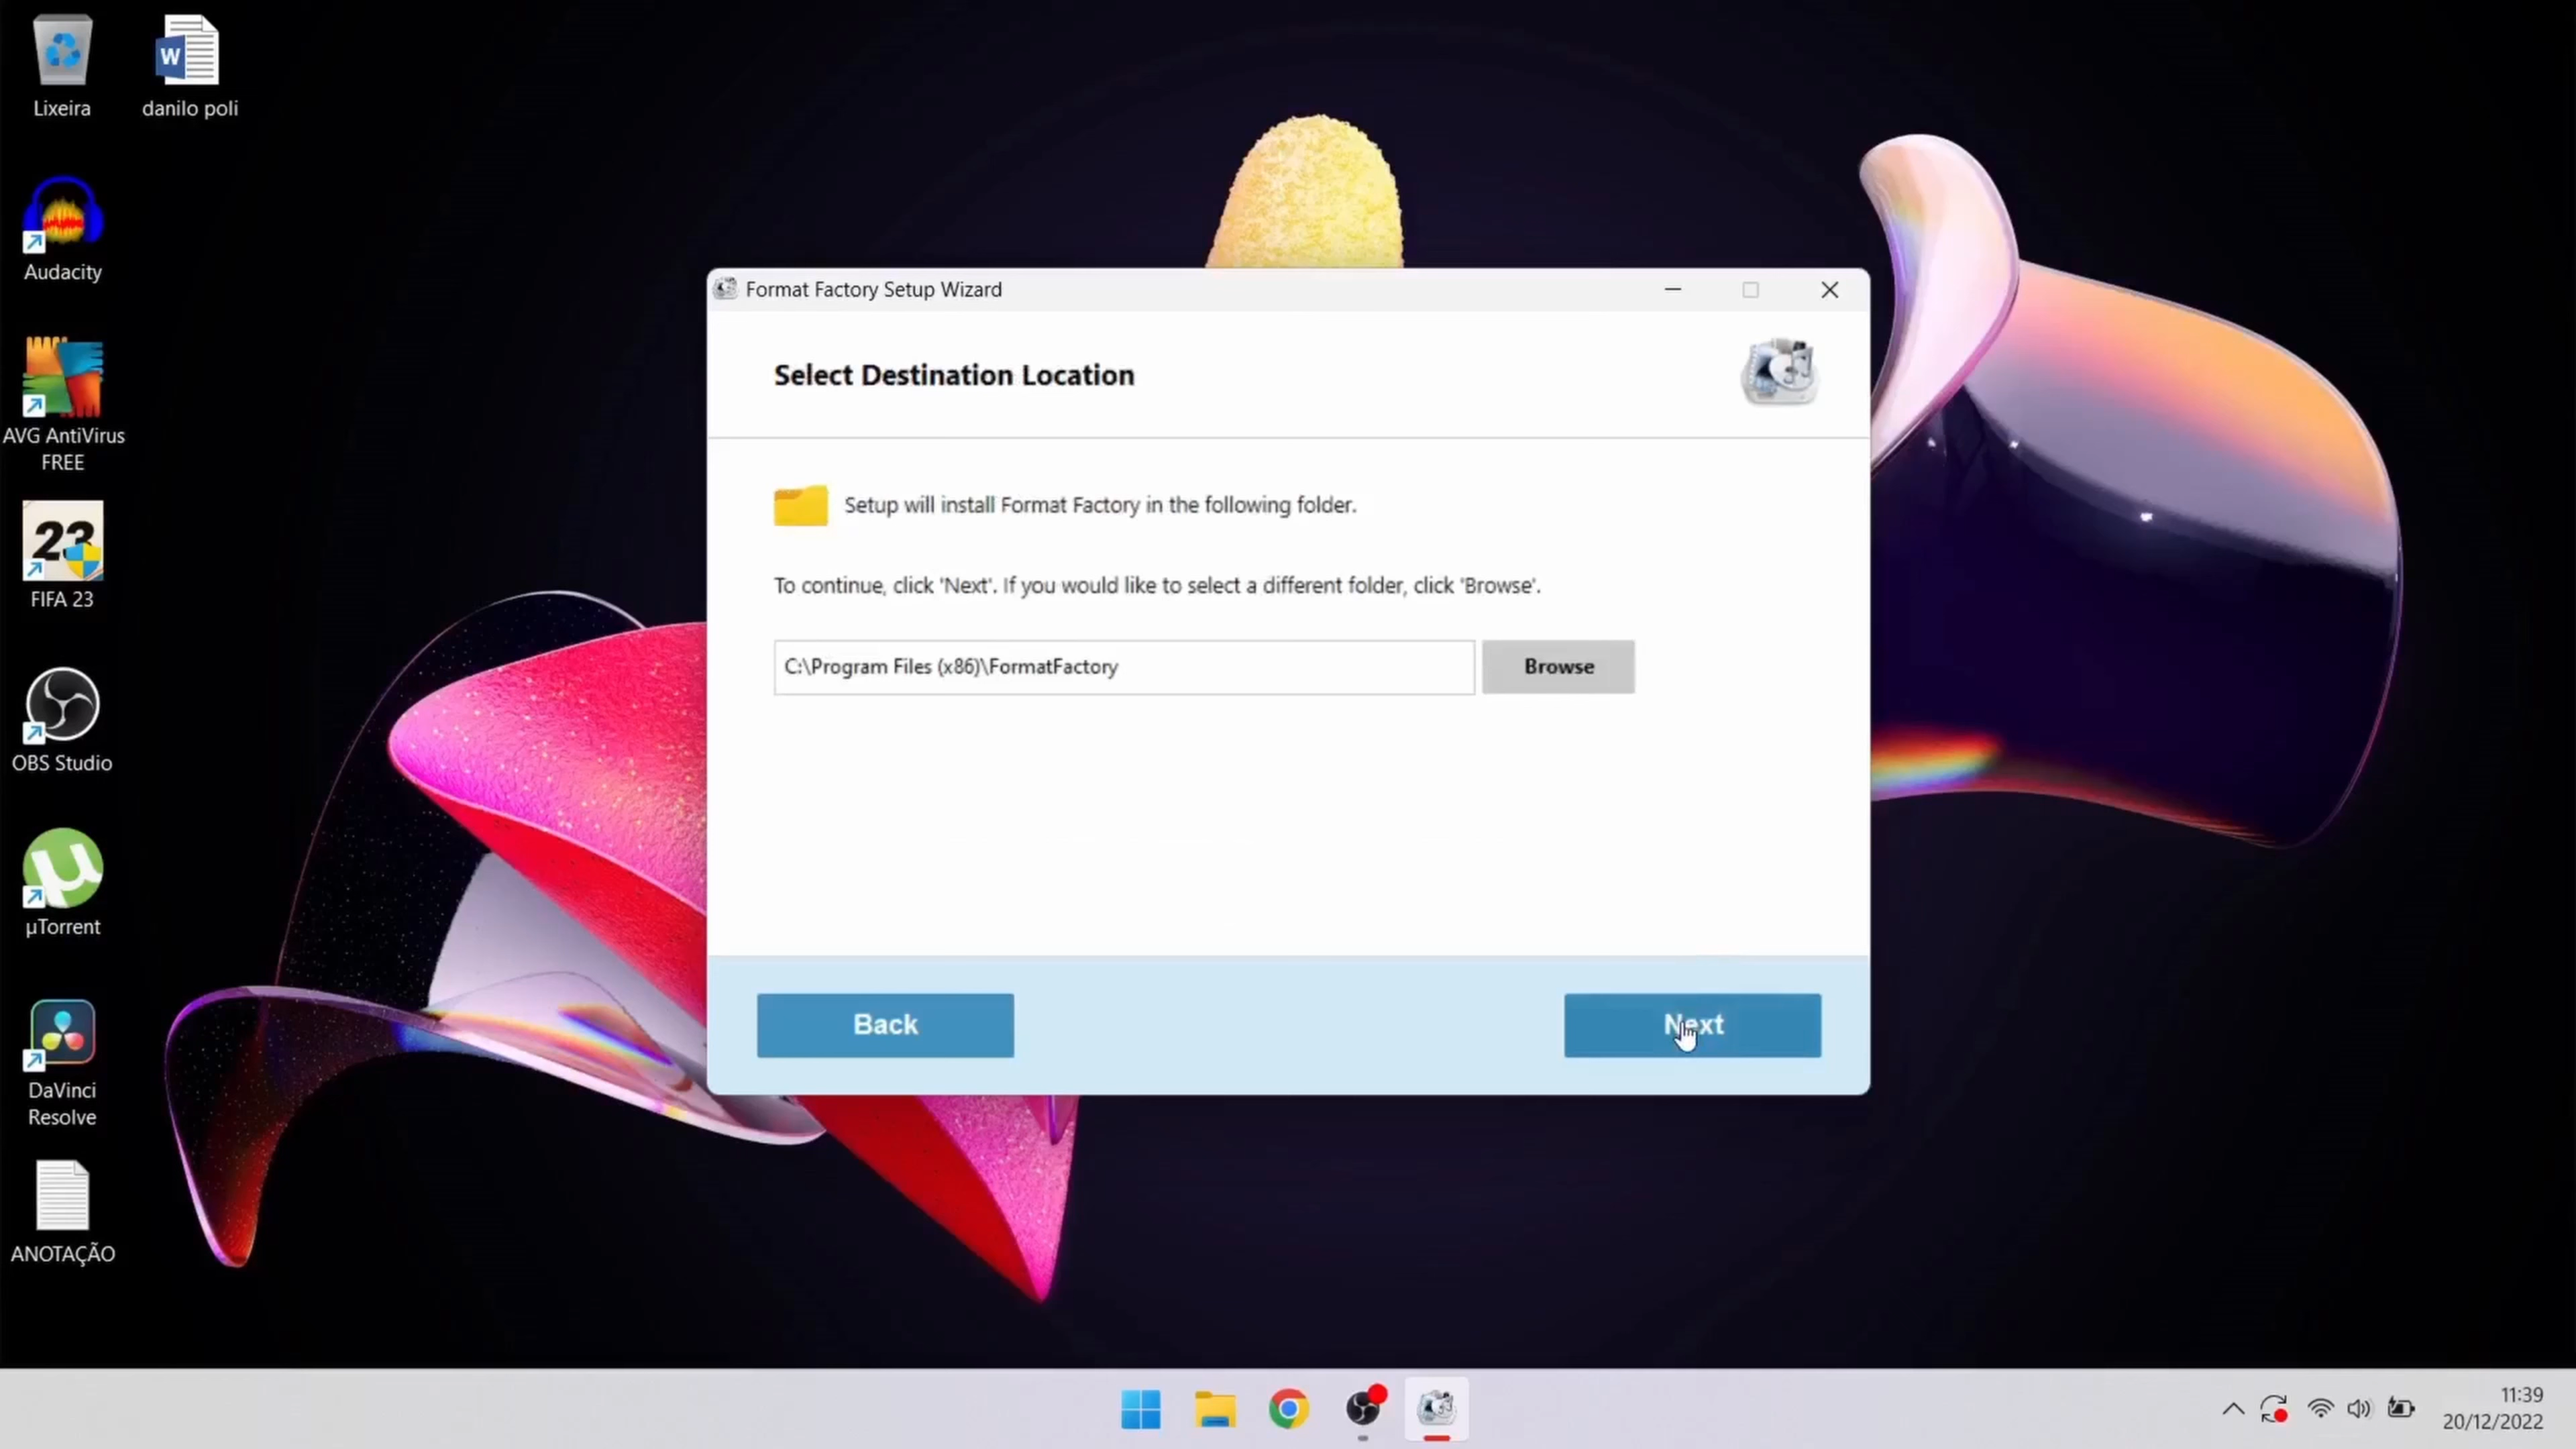 Lixeira
danilo poli
W
Audacity
AVG AntiVirus
FREE
23
FIFA 23
OBS Studio
µ
µTorrent
DaVinci
Resolve
ANOTAÇÃO
Format Factory Setup Wizard
Select Destination Location
Setup will install Format Factory in the following folder.
To continue, click 'Next'. If you would like to select a different folder, click 'Browse'.
C:\Program Files (x86)\FormatFactory
Browse
Back
Next
11:39
20/12/2022